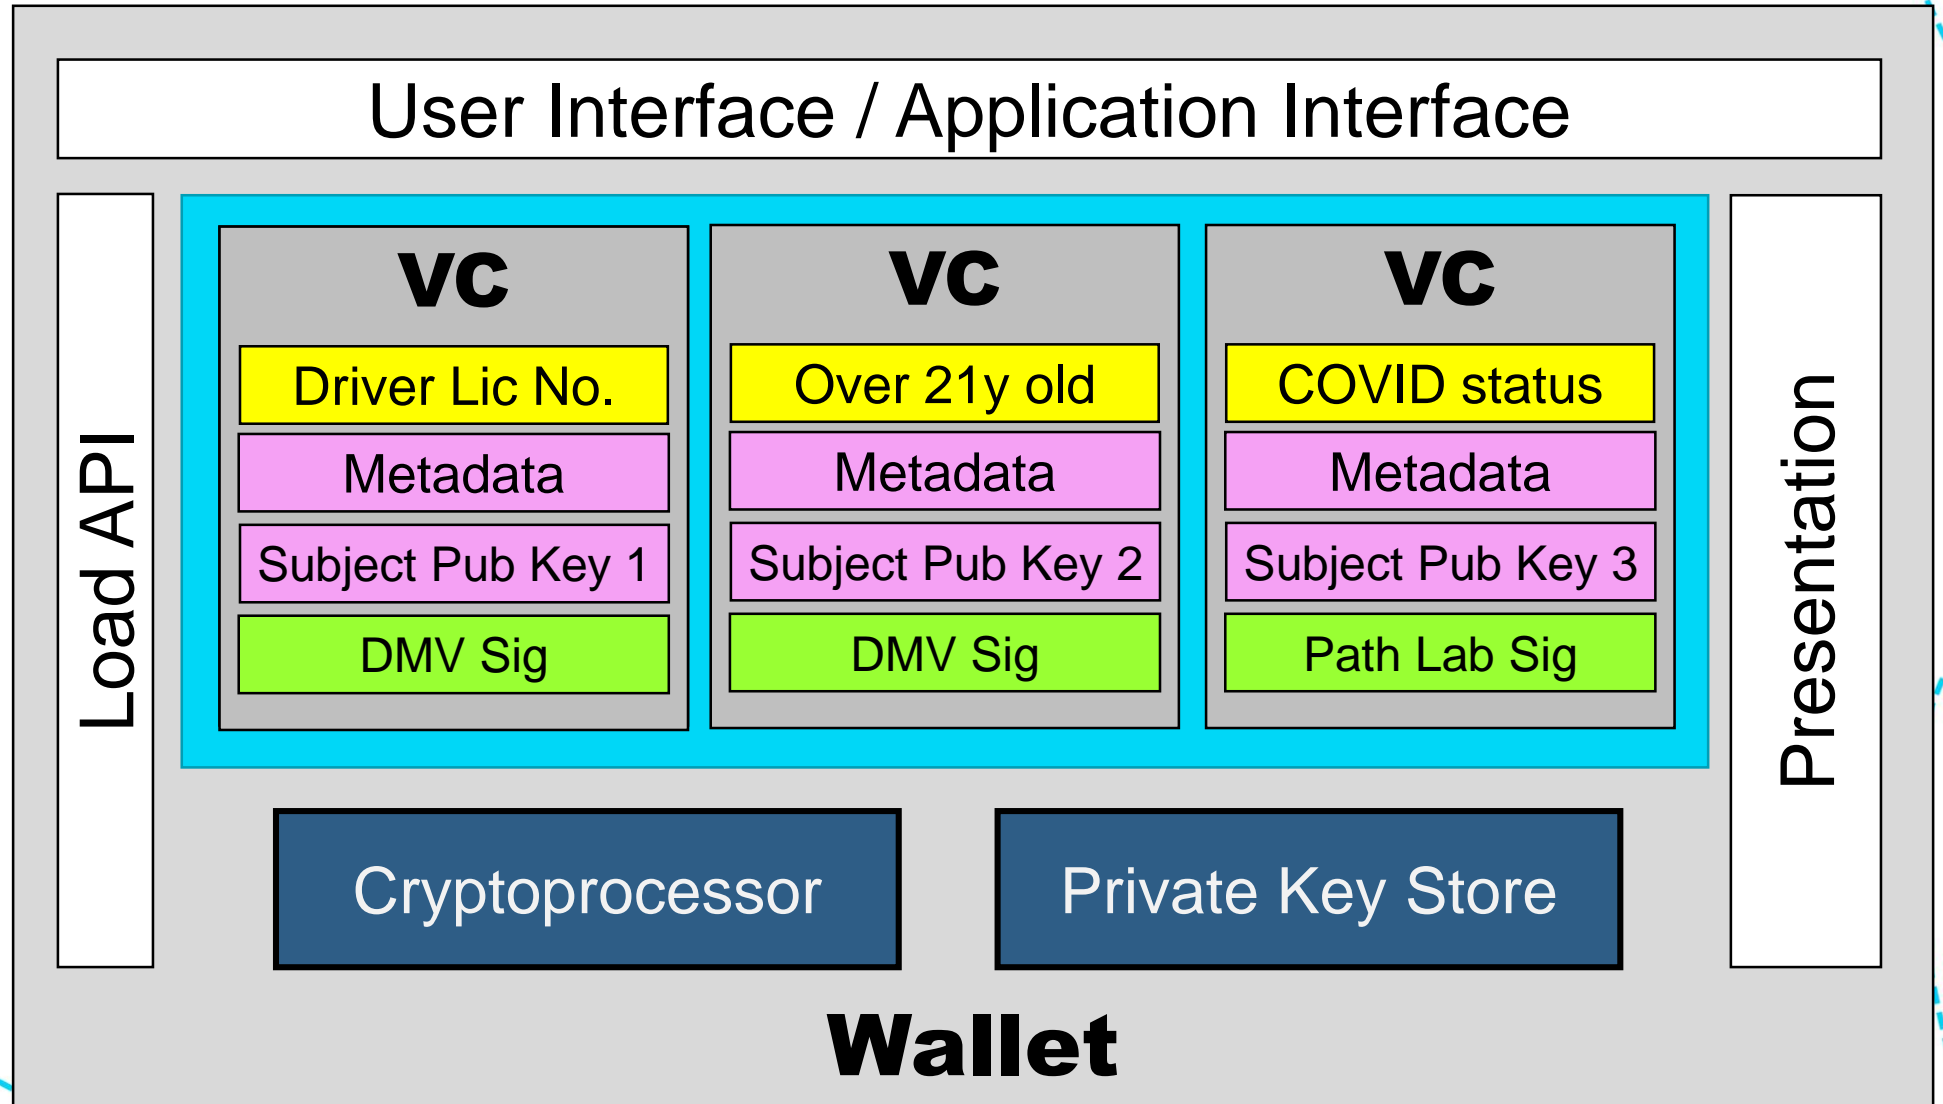 User Interface / Application Interface
Load API
VC
Driver Lic No.
Metadata
Subject Pub Key 1
DMV Sig
VC
Over 21y old
Metadata
Subject Pub Key 2
DMV Sig
VC
COVID status
Metadata
Subject Pub Key 3
Path Lab Sig
Presentation
Cryptoprocessor
Private Key Store
Wallet